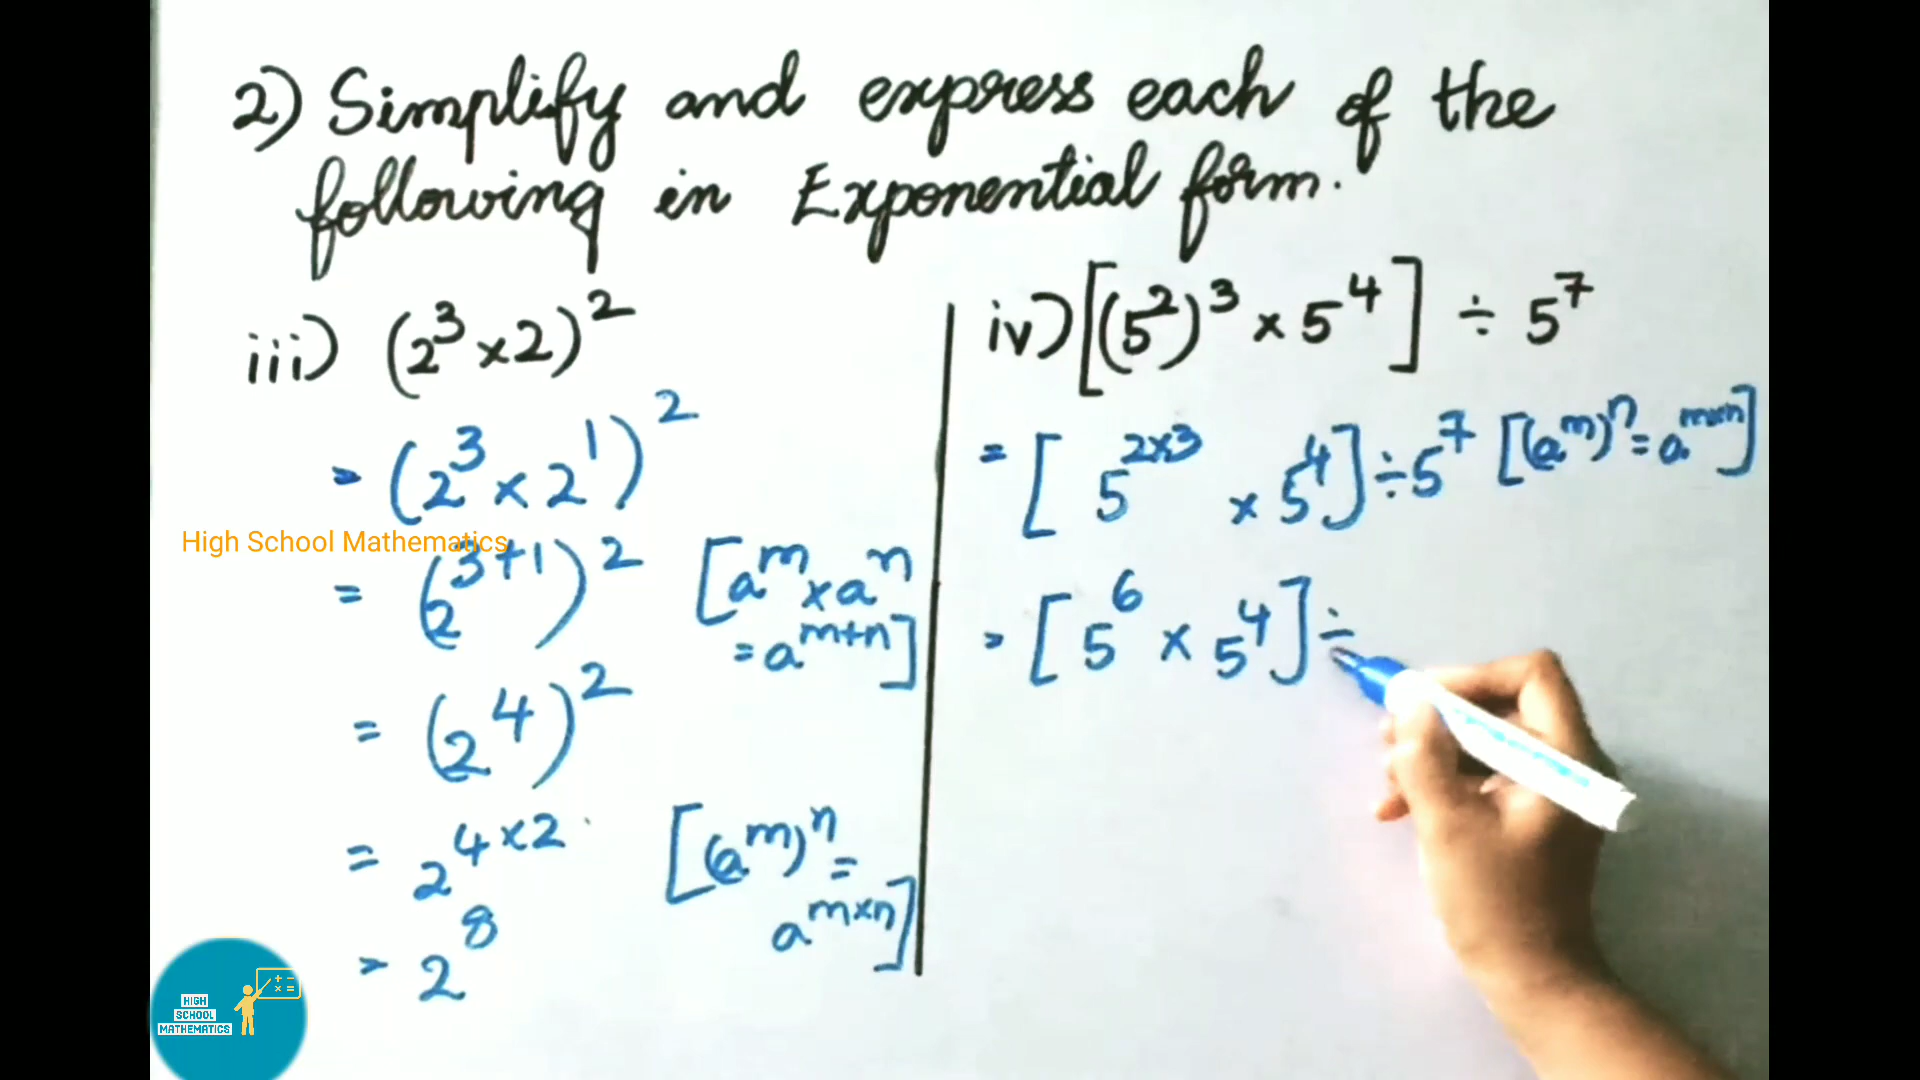 2) Simplify and express each of the
following in Exponential form.
iii) (2³ × 2)²
= (2³ × 2¹)²
High School Mathematics
= (2³⁺¹)² [aᵐ × aⁿ
= aᵐ⁺ⁿ]
= (2⁴)²
= 2⁴ˣ² [(aᵐ)ⁿ =
aᵐˣⁿ]
= 2⁸
iv) [(5²)³ × 5⁴] ÷ 5⁷
= [5²ˣ³ × 5⁴] ÷ 5⁷ [(aᵐ)ⁿ = aᵐˣⁿ]
= [5⁶ × 5⁴] ÷
HIGH
SCHOOL
MATHEMATICS
+ −
× =